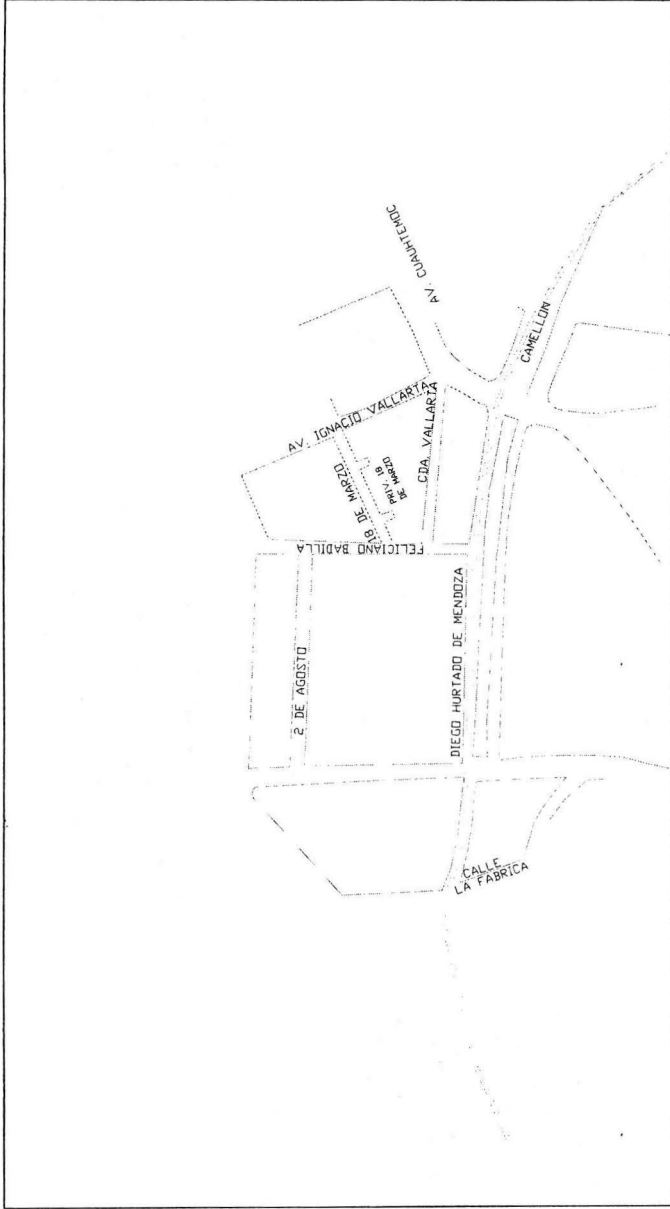 AV. CUAUHTEMOC
CAMELLON
AV. IGNACIO VALLARTA
CDA. VALLARTA
18 DE MARZO
PRIV. 18
DE MARZO
FELICIANO BADILLA
2 DE AGOSTO
DIEGO HURTADO DE MENDOZA
CALLE
LA FABRICA